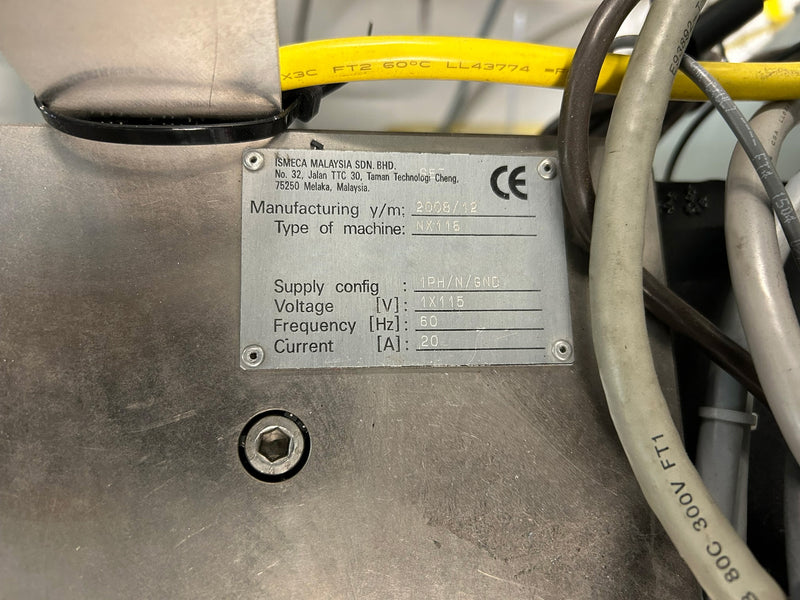 X3C FT2 60°C LL43774
ISMECA MALAYSIA SDN. BHD.
No. 32, Jalan TTC 30, Taman Technologi Cheng,
75250 Melaka, Malaysia.
CE
Manufacturing y/m: 2008/12
Type of machine: NX116
Supply config : 1PH/N/GND
Voltage [V]: 1X115
Frequency [Hz]: 60
Current [A]: 20
80C 300V FT1